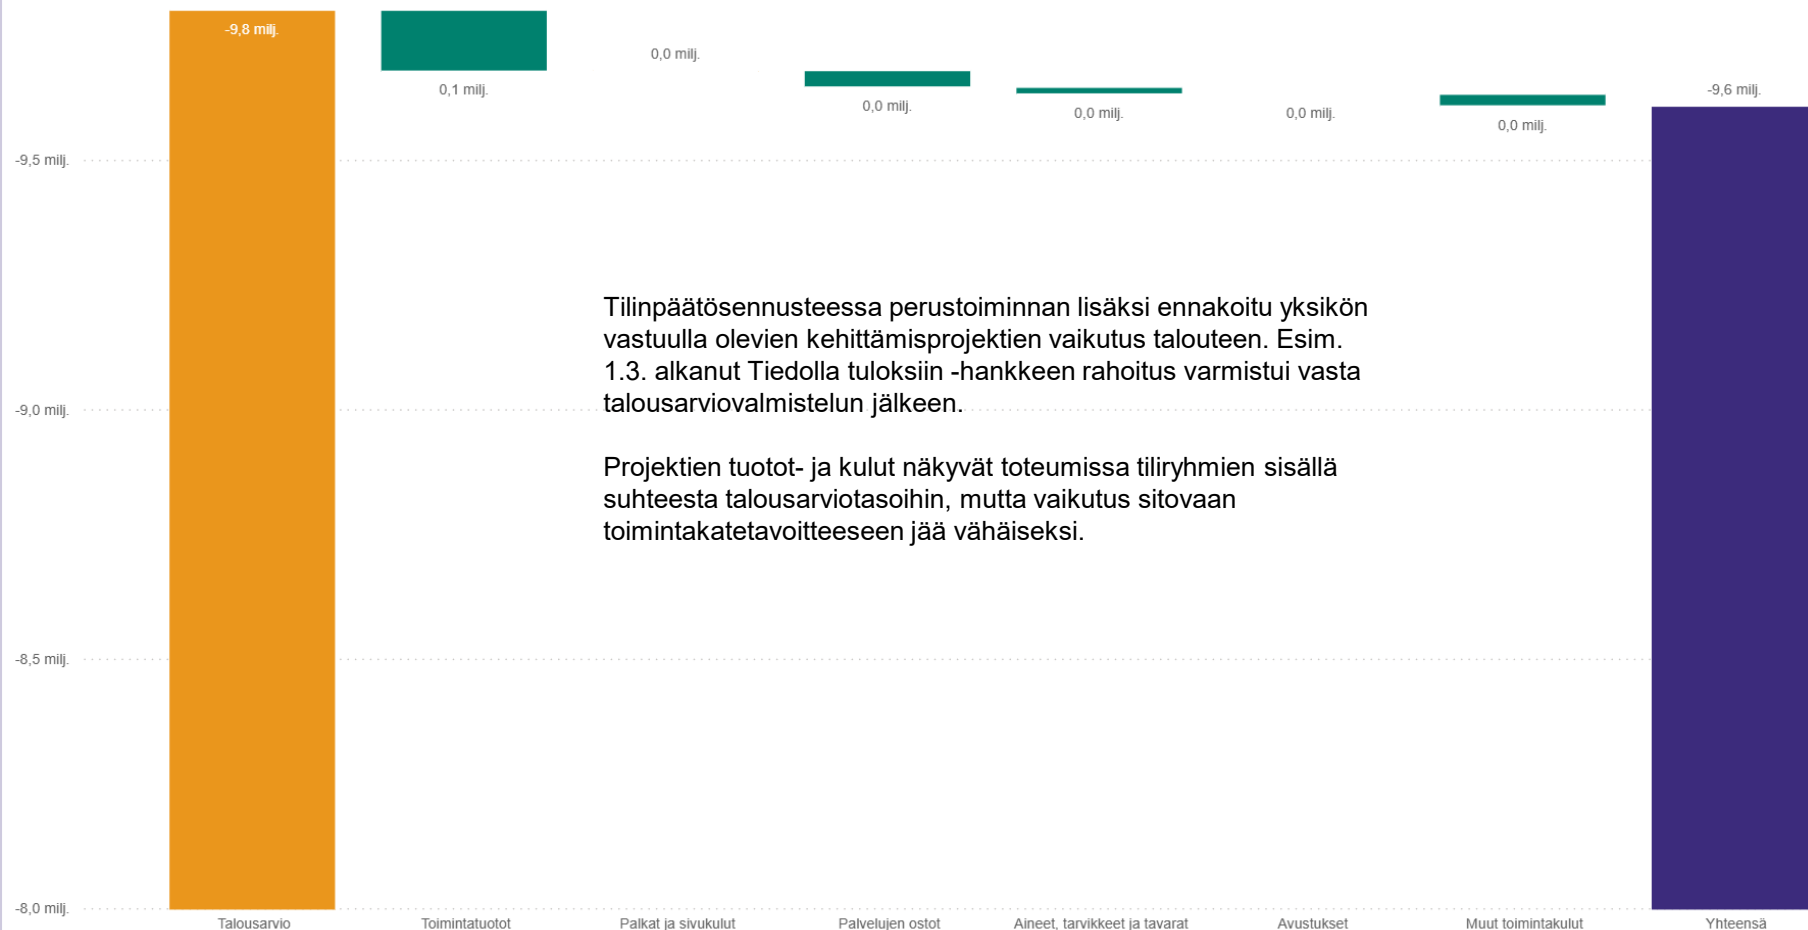 -9,8 milj.
0,1 milj.
0,0 milj.
0,0 milj.
0,0 milj.
0,0 milj.
0,0 milj.
-9,6 milj.
-9,5 milj.
-9,0 milj.
-8,5 milj.
-8,0 milj.
Tilinpäätösennusteessa perustoiminnan lisäksi ennakoitu yksikön
vastuulla olevien kehittämisprojektien vaikutus talouteen. Esim.
1.3. alkanut Tiedolla tuloksiin -hankkeen rahoitus varmistui vasta
talousarviovalmistelun jälkeen.
Projektien tuotot- ja kulut näkyvät toteumissa tiliryhmien sisällä
suhteesta talousarviotasoihin, mutta vaikutus sitovaan
toimintakatetavoitteeseen jää vähäiseksi.
Talousarvio
Toimintatuotot
Palkat ja sivukulut
Palvelujen ostot
Aineet, tarvikkeet ja tavarat
Avustukset
Muut toimintakulut
Yhteensä